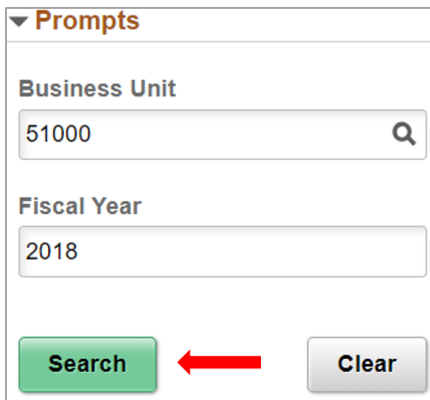 Prompts
Business Unit
51000
Fiscal Year
2018
Search Clear